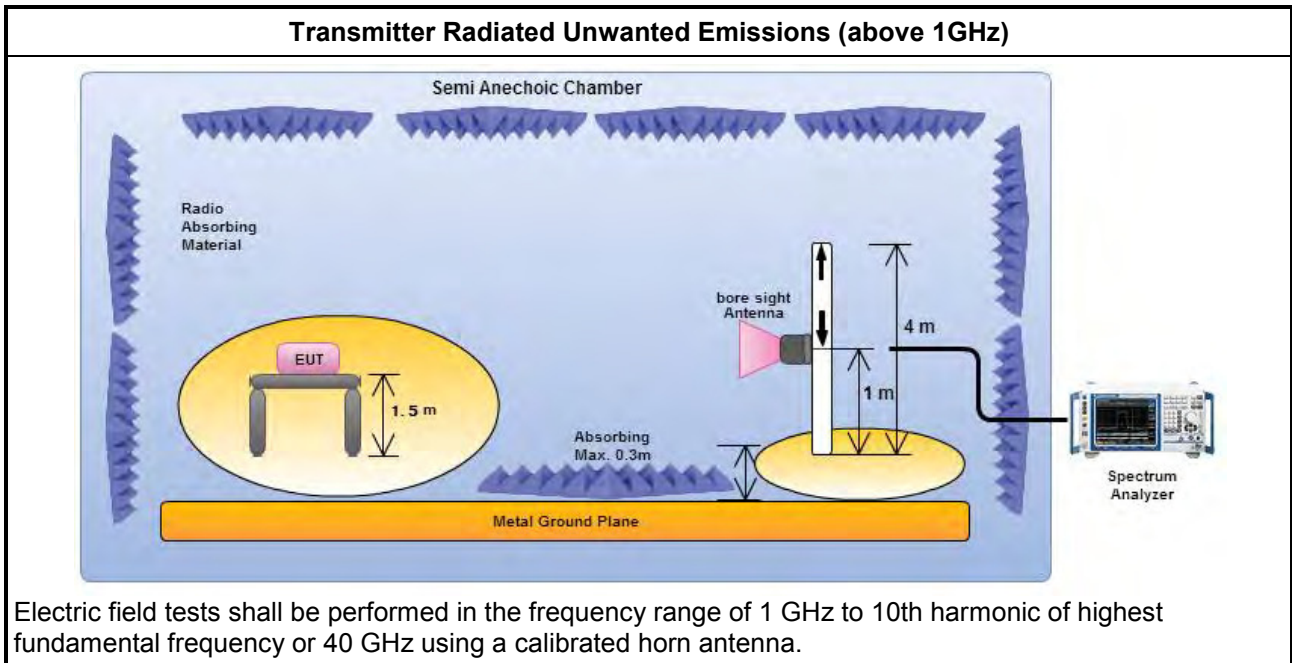 Transmitter Radiated Unwanted Emissions (above 1GHz)
Semi Anechoic Chamber
Radio
Absorbing
Material
bore sight
Antenna
4 m
EUT
1 m
1.5 m
Absorbing
Max. 0.3m
Spectrum
Analyzer
Metal Ground Plane
Electric field tests shall be performed in the frequency range of 1 GHz to 10th harmonic of highest
fundamental frequency or 40 GHz using a calibrated horn antenna.